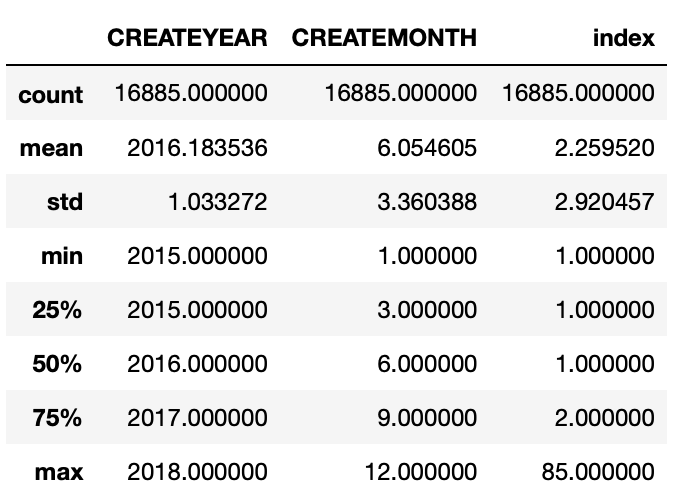 CREATEYEAR CREATEMONTH index
count 16885.000000 16885.000000 16885.000000
mean 2016.183536 6.054605 2.259520
std 1.033272 3.360388 2.920457
min 2015.000000 1.000000 1.000000
25% 2015.000000 3.000000 1.000000
50% 2016.000000 6.000000 1.000000
75% 2017.000000 9.000000 2.000000
max 2018.000000 12.000000 85.000000